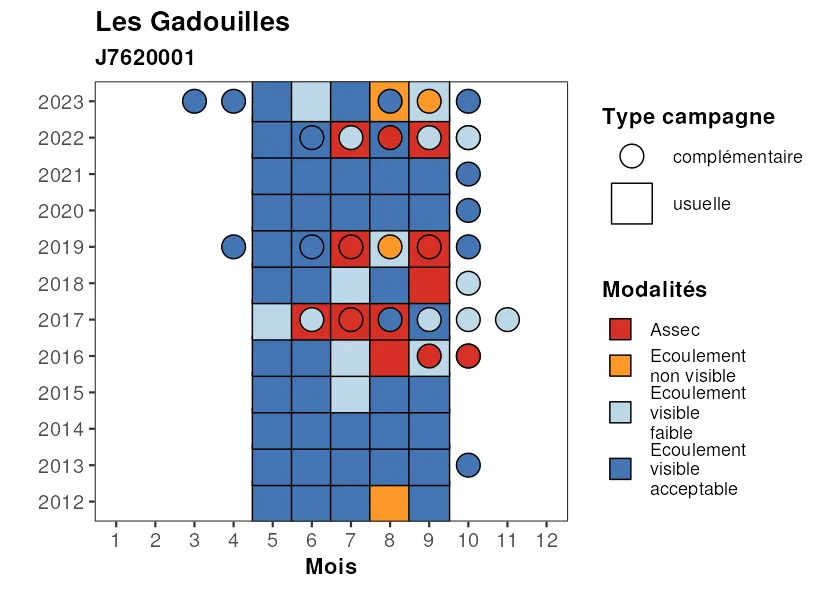 Les Gadouilles
J7620001
2023
2022
2021
2020
2019
2018
2017
2016
2015
2014
2013
2012
1 2 3 4 5 6 7 8 9 10 11 12
Mois
Type campagne
complémentaire
usuelle
Modalités
Assec
Ecoulement
non visible
Ecoulement
visible
faible
Ecoulement
visible
acceptable